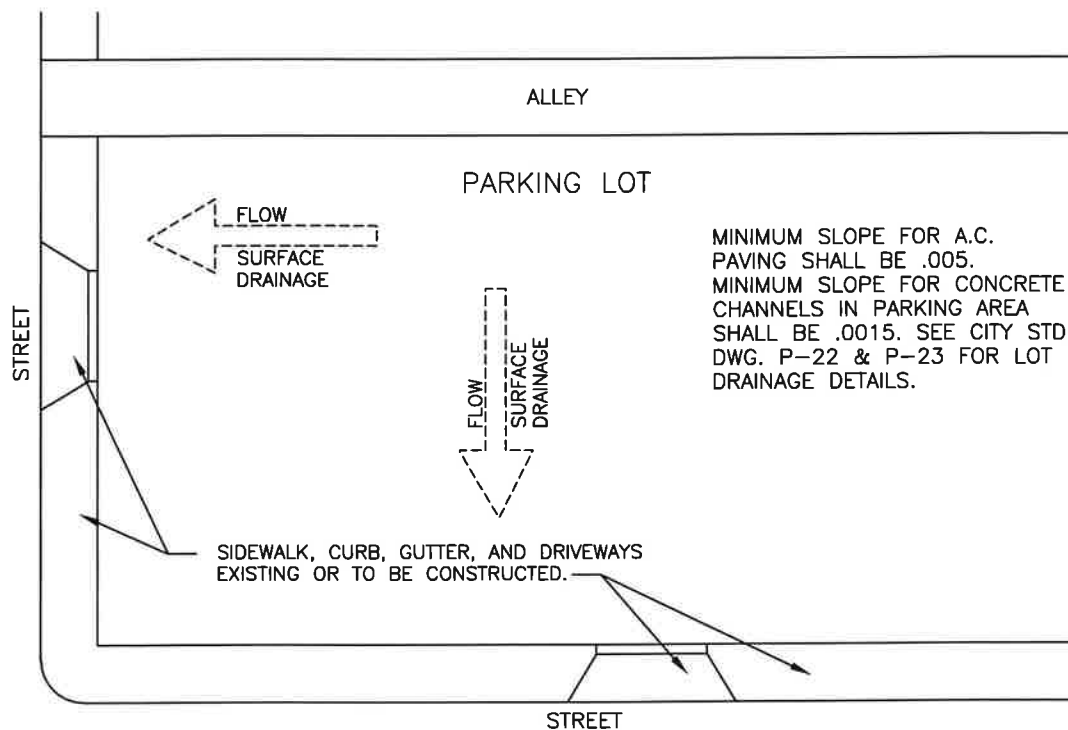 ALLEY
PARKING LOT
FLOW
SURFACE
DRAINAGE
MINIMUM SLOPE FOR A.C.
PAVING SHALL BE .005.
MINIMUM SLOPE FOR CONCRETE
CHANNELS IN PARKING AREA
SHALL BE .0015. SEE CITY STD
DWG. P-22 & P-23 FOR LOT
DRAINAGE DETAILS.
STREET
FLOW
SURFACE
DRAINAGE
SIDEWALK, CURB, GUTTER, AND DRIVEWAYS
EXISTING OR TO BE CONSTRUCTED.
STREET